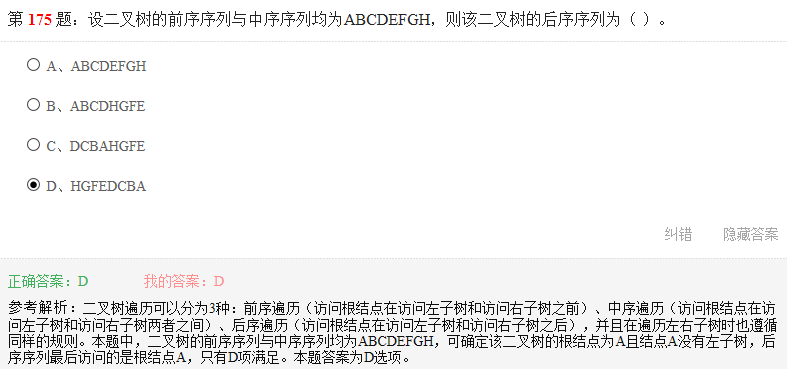 第 175 题：设二叉树的前序序列与中序序列均为ABCDEFGH，则该二叉树的后序序列为（ ）。
A、ABCDEFGH
B、ABCDHGFE
C、DCBAHGFE
D、HGFEDCBA
纠错 隐藏答案
正确答案：D 我的答案：D
参考解析：二叉树遍历可以分为3种：前序遍历（访问根结点在访问左子树和访问右子树之前）、中序遍历（访问根结点在访
问左子树和访问右子树两者之间）、后序遍历（访问根结点在访问左子树和访问右子树之后），并且在遍历左右子树时也遵循
同样的规则。本题中，二叉树的前序序列与中序序列均为ABCDEFGH，可确定该二叉树的根结点为A且结点A没有左子树，后
序序列最后访问的是根结点A，只有D项满足。本题答案为D选项。